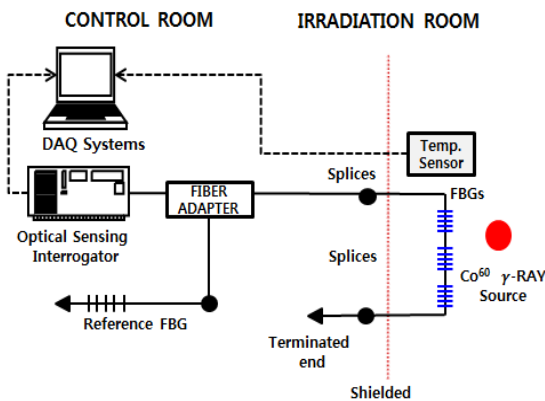 CONTROL ROOM
IRRADIATION ROOM
DAQ Systems
Temp.
Sensor
Splices
FIBER
ADAPTER
FBGs
Optical Sensing
Interrogator
Splices
Co⁶⁰ γ-RAY
Source
Reference FBG
Terminated
end
Shielded